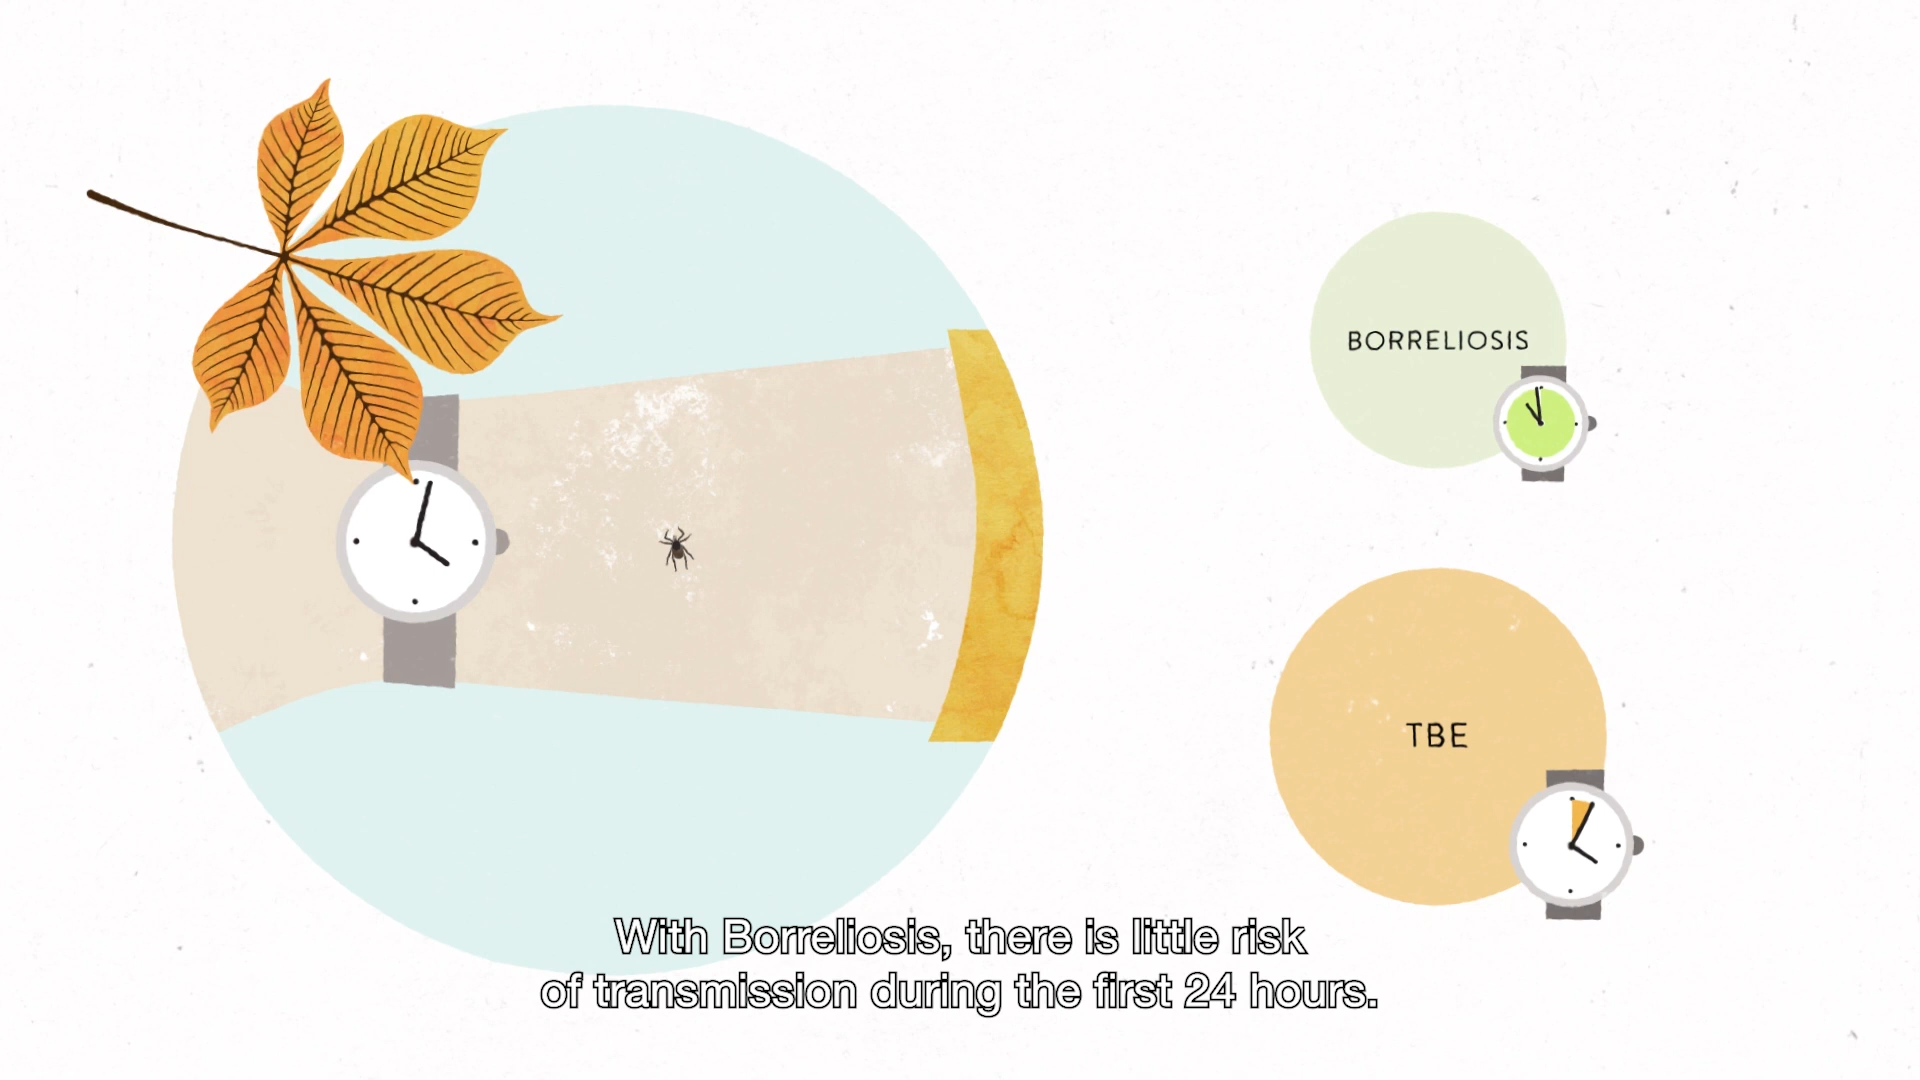 BORRELIOSIS
TBE
With Borreliosis, there is little risk
of transmission during the first 24 hours.